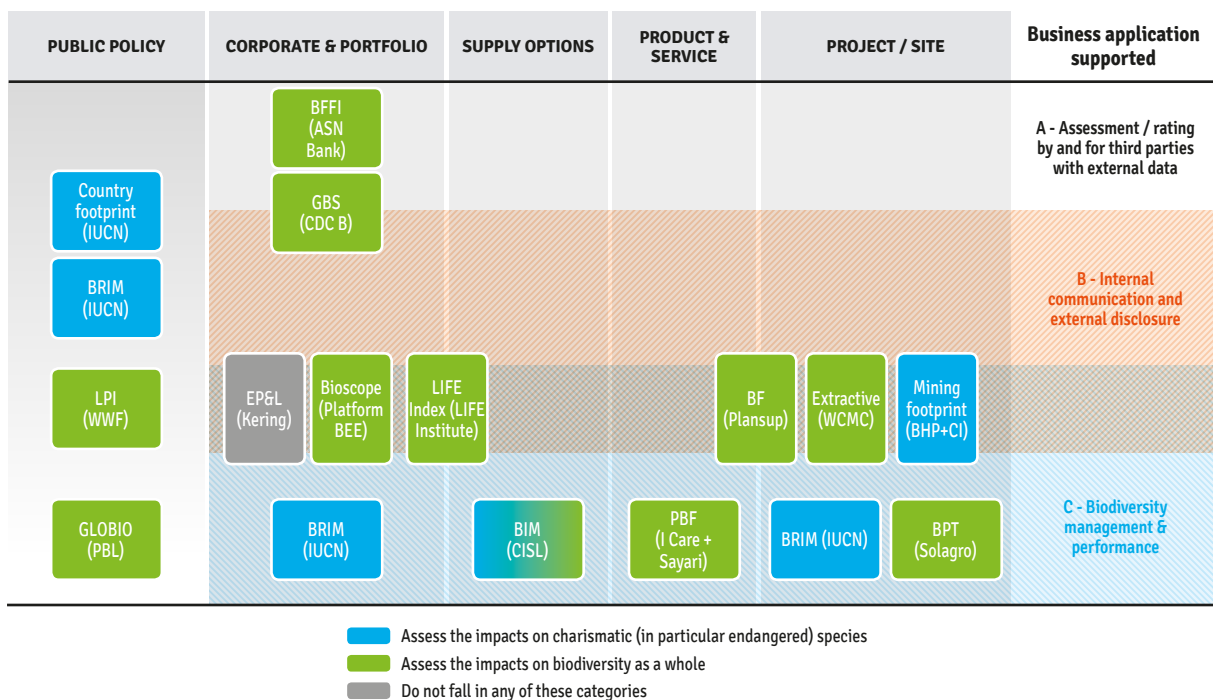 PUBLIC POLICY
CORPORATE & PORTFOLIO
SUPPLY OPTIONS
PRODUCT &
SERVICE
PROJECT / SITE
Business application
supported
BFFI
(ASN
Bank)
A - Assessment / rating
by and for third parties
with external data
Country
footprint
(IUCN)
GBS
(CDC B)
BRIM
(IUCN)
B - Internal
communication and
external disclosure
LPI
(WWF)
EP&L
(Kering)
Bioscope
(Platform
BEE)
LIFE
Index (LIFE
Institute)
BF
(Plansup)
Extractive
(WCMC)
Mining
footprint
(BHP+CI)
GLOBIO
(PBL)
BRIM
(IUCN)
BIM
(CISL)
PBF
(I Care +
Sayari)
BRIM (IUCN)
BPT
(Solagro)
C - Biodiversity
management &
performance
Assess the impacts on charismatic (in particular endangered) species
Assess the impacts on biodiversity as a whole
Do not fall in any of these categories